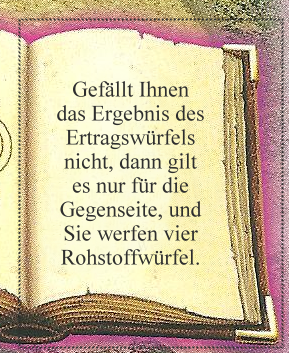 Gefällt Ihnen
das Ergebnis des
Ertragswürfels
nicht, dann gilt
es nur für die
Gegenseite, und
Sie werfen vier
Rohstoffwürfel.